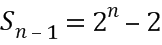 $S_{n-1} = 2^n - 2$